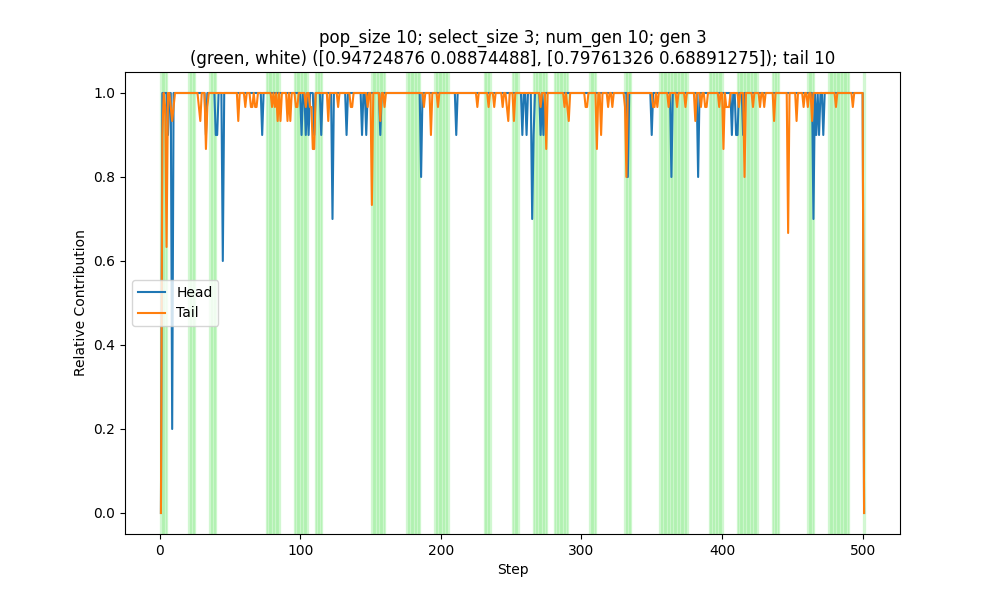 pop_size 10; select_size 3; num_gen 10; gen 3
(green, white) ([0.94724876 0.08874488], [0.79761326 0.68891275]); tail 10
Relative Contribution
1.0
0.8
0.6
0.4
0.2
0.0
Head
Tail
0 100 200 300 400 500
Step